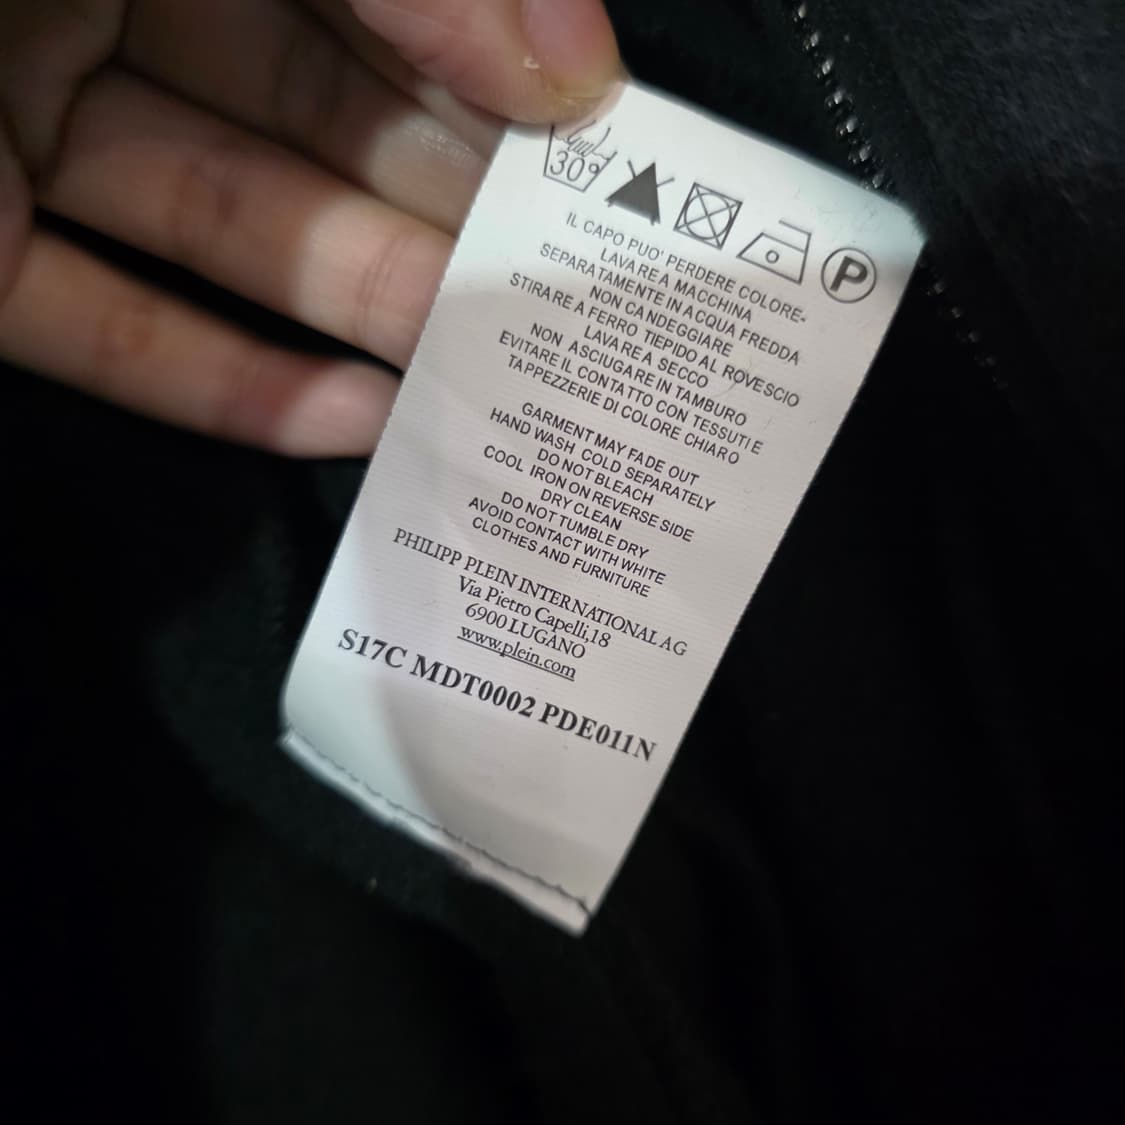 30°
P
IL CAPO PUO' PERDERE COLORE-
LAVARE A MACCHINA
SEPARATAMENTE IN ACQUA FREDDA
NON CANDEGGIARE
STIRARE A FERRO TIEPIDO AL ROVESCIO
LAVARE A SECCO
NON ASCIUGARE IN TAMBURO
EVITARE IL CONTATTO CON TESSUTI E
TAPPEZZERIE DI COLORE CHIARO
GARMENT MAY FADE OUT
HAND WASH COLD SEPARATELY
DO NOT BLEACH
COOL IRON ON REVERSE SIDE
DRY CLEAN
DO NOT TUMBLE DRY
AVOID CONTACT WITH WHITE
CLOTHES AND FURNITURE
PHILIPP PLEIN INTERNATIONAL AG
Via Pietro Capelli,18
6900 LUGANO
www.plein.com
S17C MDT0002 PDE011N